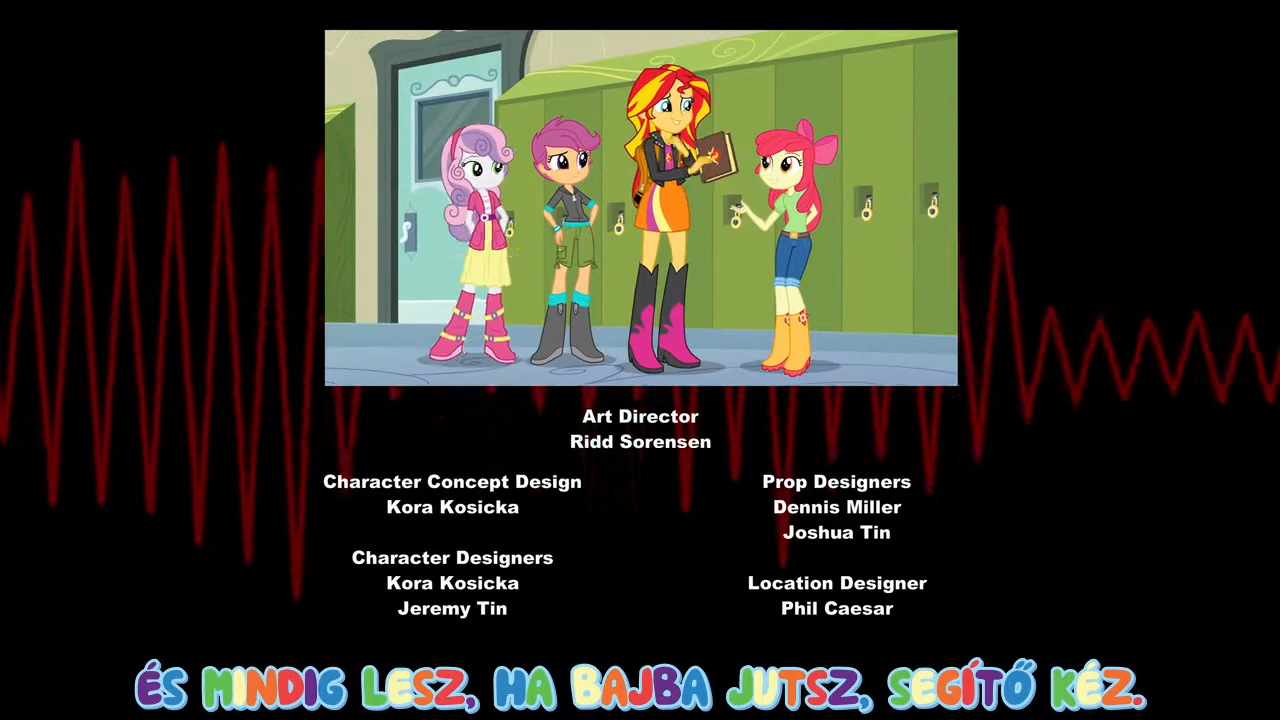 Art Director
Ridd Sorensen
Character Concept Design
Kora Kosicka
Character Designers
Kora Kosicka
Jeremy Tin
Prop Designers
Dennis Miller
Joshua Tin
Location Designer
Phil Caesar
ÉS MINDIG LESZ, HA BAJBA JUTSZ, SEGÍTŐ KÉZ.